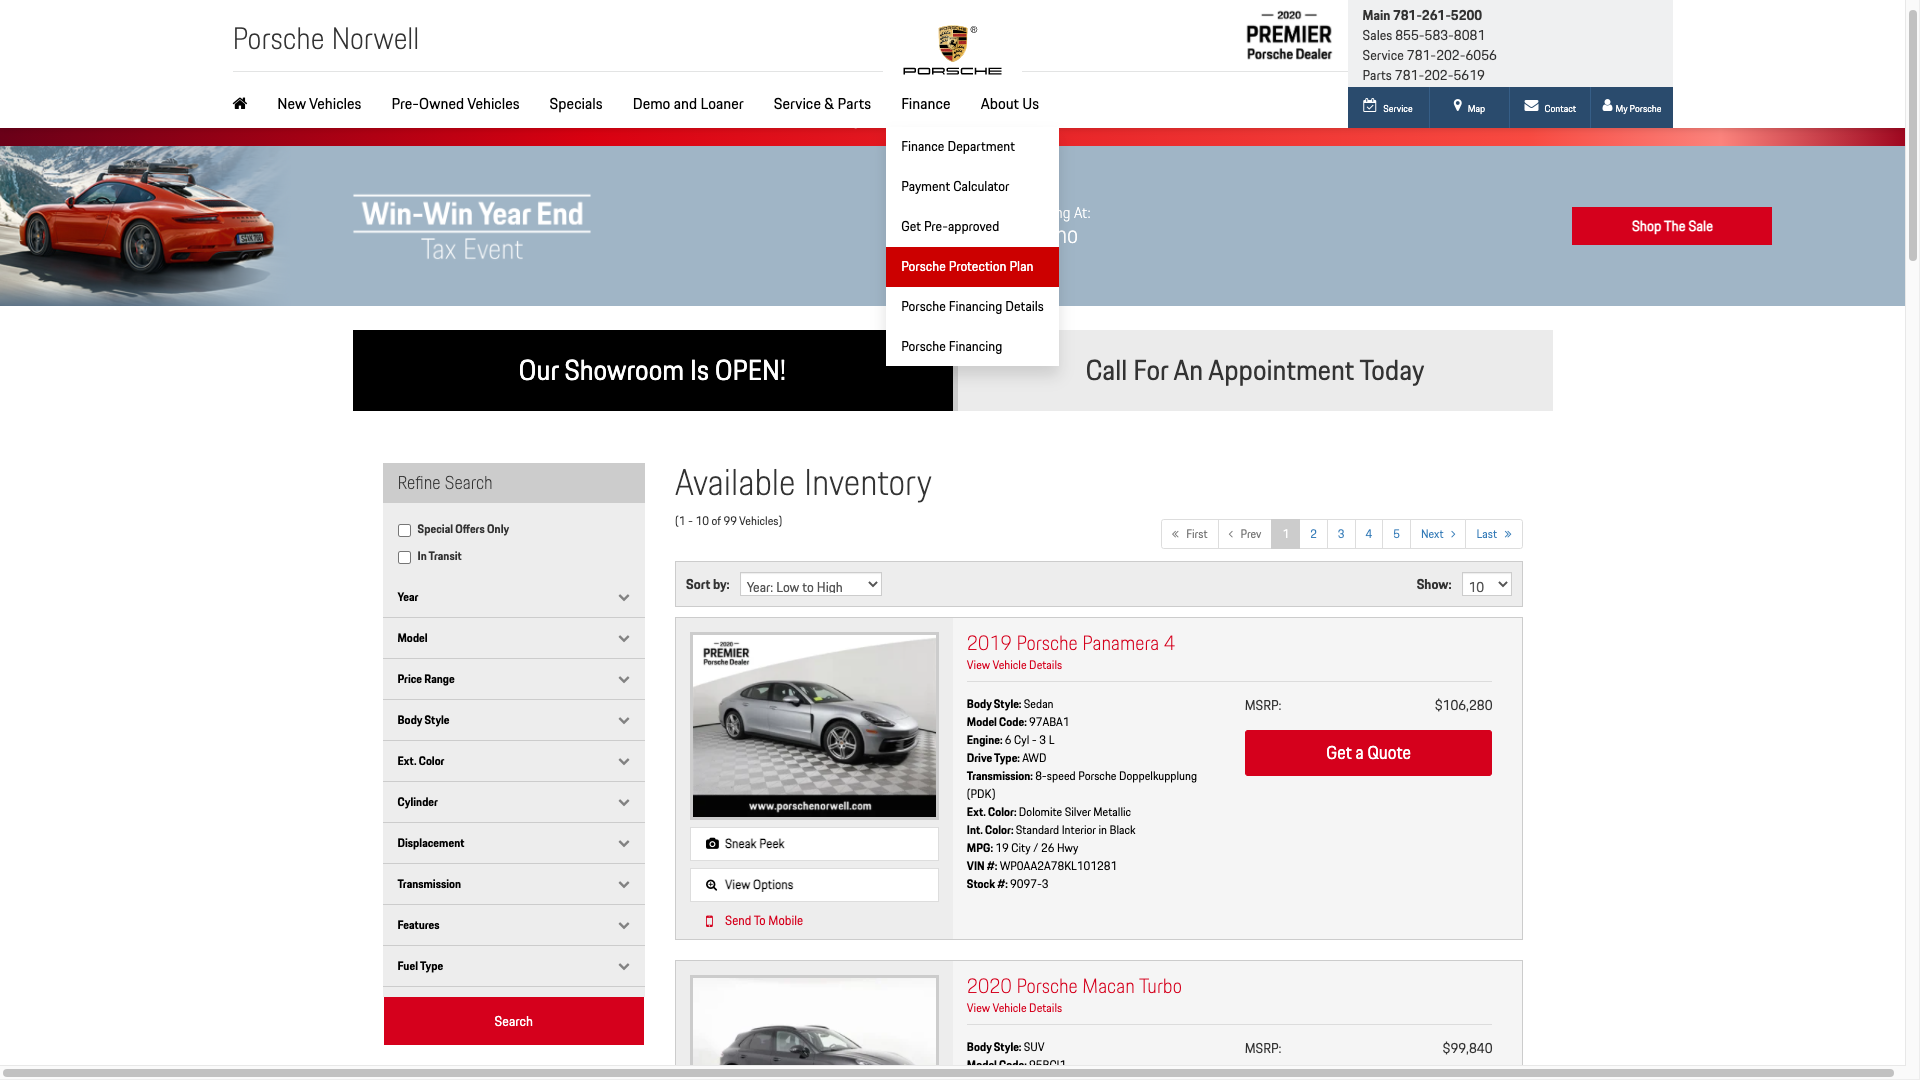 Porsche Norwell
®
PORSCHE
2020
PREMIER
Porsche Dealer
Main 781-261-5200
Sales 855-583-8081
Service 781-202-6056
Parts 781-202-5619
Service
Map
Contact
My Porsche
New Vehicles
Pre-Owned Vehicles
Specials
Demo and Loaner
Service & Parts
Finance
About Us
Finance Department
Payment Calculator
Get Pre-approved
Porsche Protection Plan
Porsche Financing Details
Porsche Financing
Win-Win Year End
Tax Event
ng At:
Shop The Sale
Our Showroom Is OPEN!
Call For An Appointment Today
Refine Search
Special Offers Only
In Transit
Year
Model
Price Range
Body Style
Ext. Color
Cylinder
Displacement
Transmission
Features
Fuel Type
Search
Available Inventory
(1 - 10 of 99 Vehicles)
« First
‹ Prev
1
2
3
4
5
Next ›
Last »
Sort by:
Year: Low to High
Show:
10
2020
PREMIER
Porsche Dealer
www.porschenorwell.com
Sneak Peek
View Options
Send To Mobile
2019 Porsche Panamera 4
View Vehicle Details
Body Style: Sedan
Model Code: 97ABA1
Engine: 6 Cyl - 3 L
Drive Type: AWD
Transmission: 8-speed Porsche Doppelkupplung
(PDK)
Ext. Color: Dolomite Silver Metallic
Int. Color: Standard Interior in Black
MPG: 19 City / 26 Hwy
VIN #: WP0AA2A78KL101281
Stock #: 9097-3
MSRP: $106,280
Get a Quote
2020 Porsche Macan Turbo
View Vehicle Details
Body Style: SUV
Model Code:
MSRP: $99,840